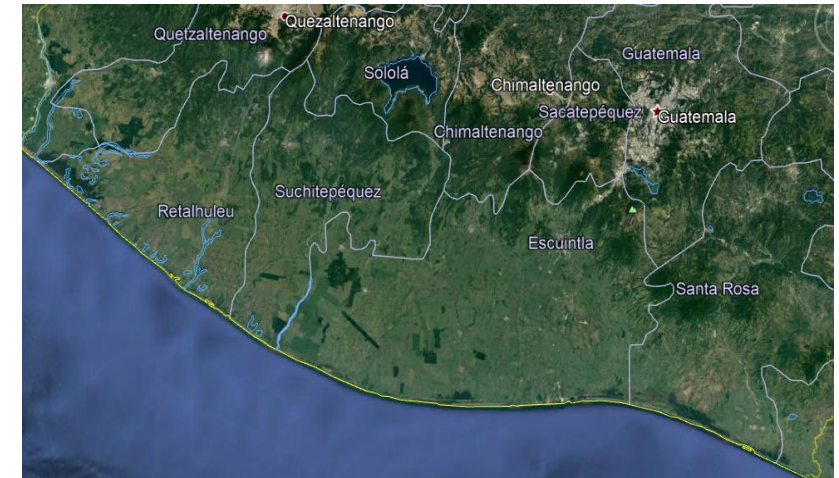 Quezaltenango
Quetzaltenango
Guatemala
Sololá
Chimaltenango
Sacatepéquez
Guatemala
Chimaltenango
Suchitepéquez
Retalhuleu
Escuintla
Santa Rosa